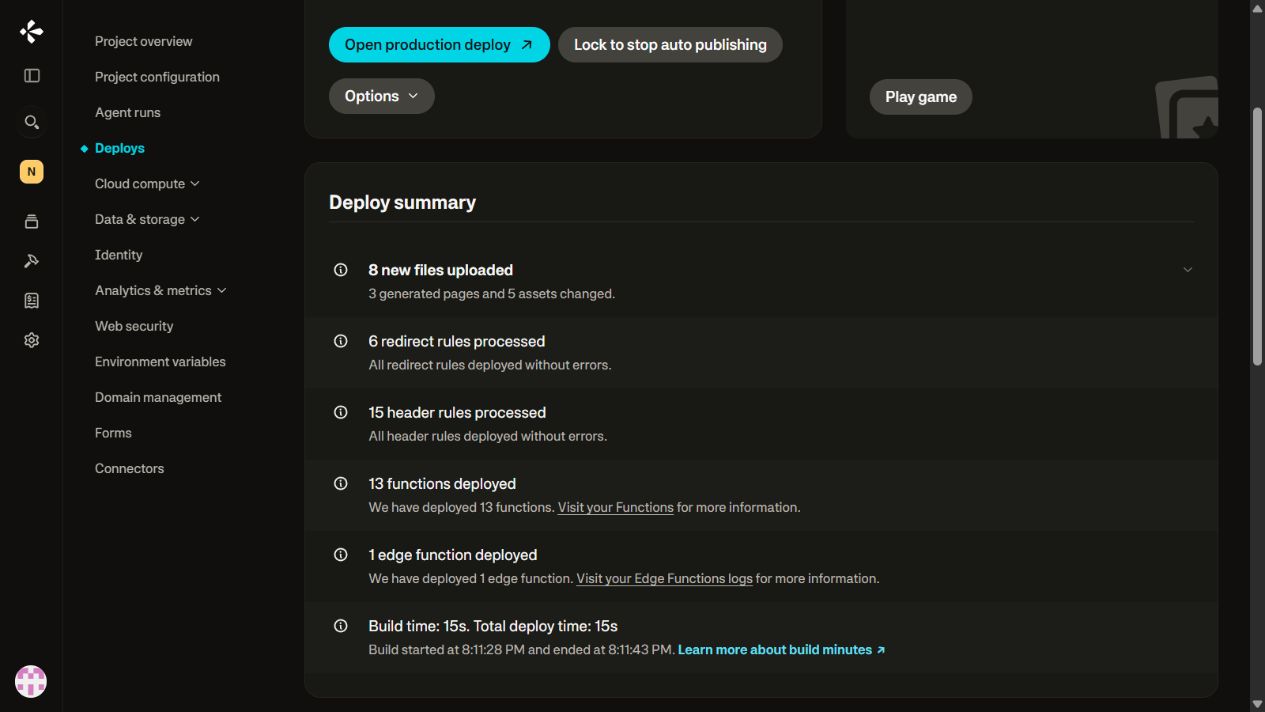 Project overview
Project configuration
Agent runs
Deploys
Cloud compute
Data & storage
Identity
Analytics & metrics
Web security
Environment variables
Domain management
Forms
Connectors
N
Open production deploy
Lock to stop auto publishing
Options
Play game
Deploy summary
8 new files uploaded
3 generated pages and 5 assets changed.
6 redirect rules processed
All redirect rules deployed without errors.
15 header rules processed
All header rules deployed without errors.
13 functions deployed
We have deployed 13 functions. Visit your Functions for more information.
1 edge function deployed
We have deployed 1 edge function. Visit your Edge Functions logs for more information.
Build time: 15s. Total deploy time: 15s
Build started at 8:11:28 PM and ended at 8:11:43 PM. Learn more about build minutes